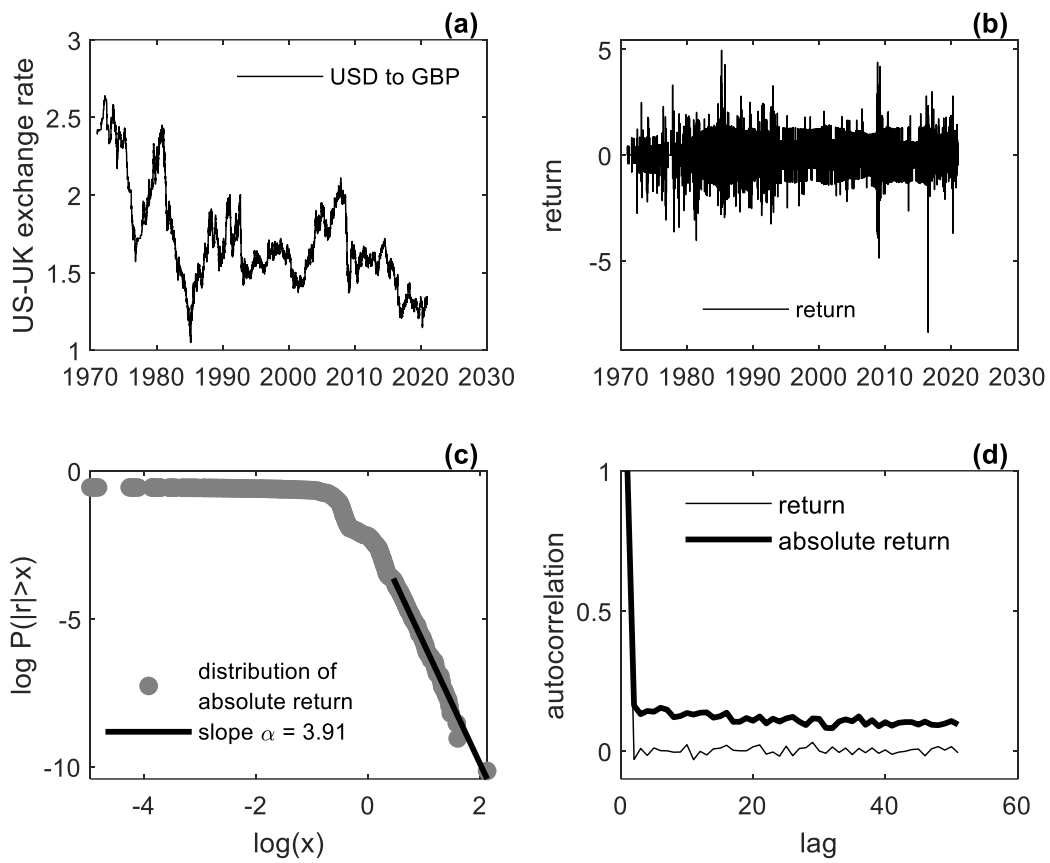 (a)
3
2.5
2
1.5
1
US-UK exchange rate
USD to GBP
1970 1980 1990 2000 2010 2020 2030
(b)
5
0
-5
return
return
1970 1980 1990 2000 2010 2020 2030
(c)
0
-5
-10
log P(|r|>x)
distribution of
absolute return
slope α = 3.91
-4 -2 0 2
log(x)
(d)
1
0.5
0
autocorrelation
return
absolute return
0 20 40 60
lag